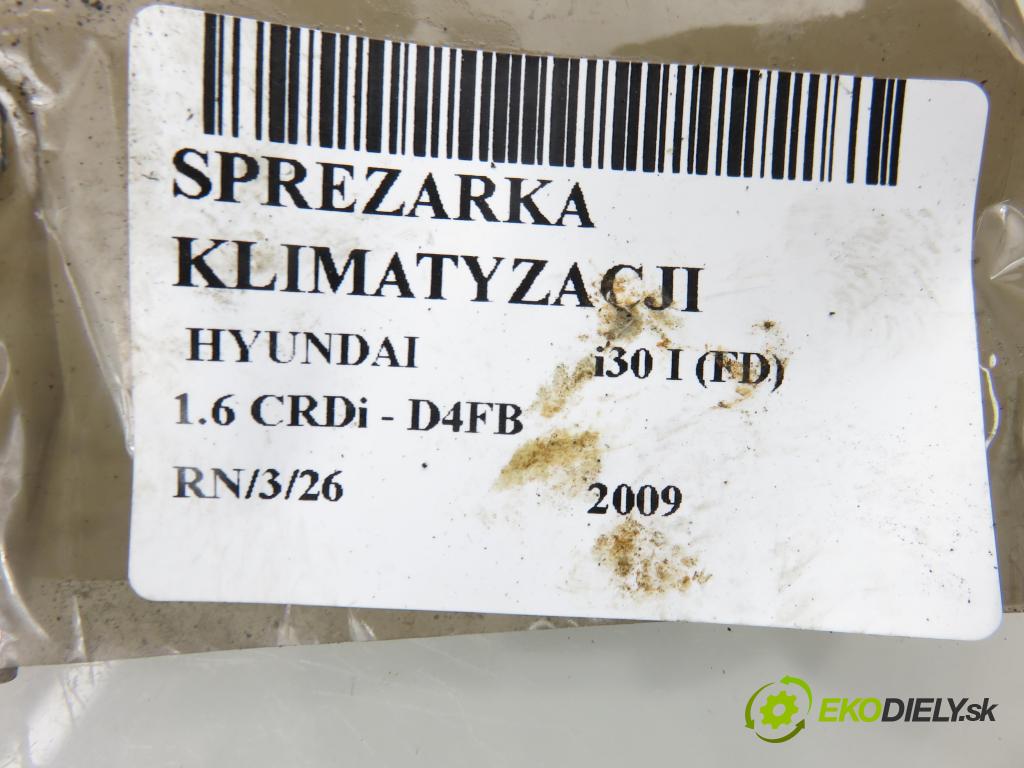 SPREZARKA
KLIMATYZACJI
HYUNDAI i30 I (FD)
1.6 CRDi - D4FB
RN/3/26 2009
EKODIELY.sk